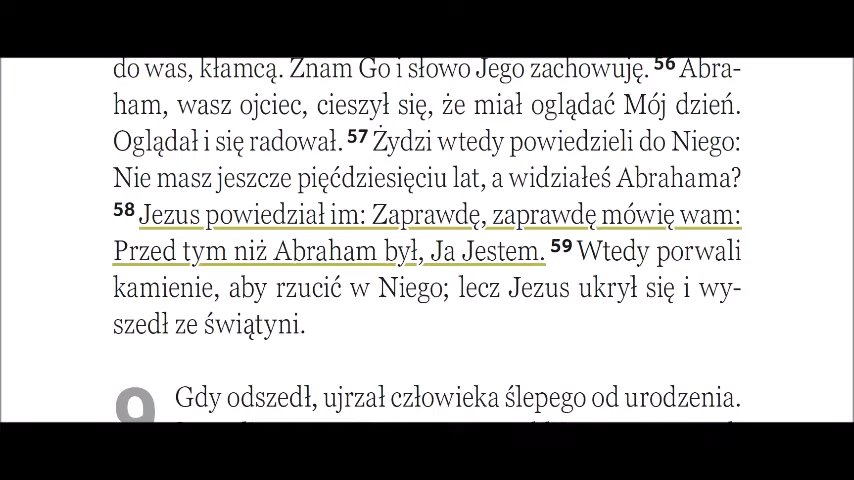 do was, kłamcą. Znam Go i słowo Jego zachowuję. 56 Abra-
ham, wasz ojciec, cieszył się, że miał oglądać Mój dzień.
Oglądał i się radował. 57 Żydzi wtedy powiedzieli do Niego:
Nie masz jeszcze pięćdziesięciu lat, a widziałeś Abrahama?
58 Jezus powiedział im: Zaprawdę, zaprawdę mówię wam:
Przed tym niż Abraham był, Ja Jestem. 59 Wtedy porwali
kamienie, aby rzucić w Niego; lecz Jezus ukrył się i wy-
szedł ze świątyni.
9 Gdy odszedł, ujrzał człowieka ślepego od urodzenia.